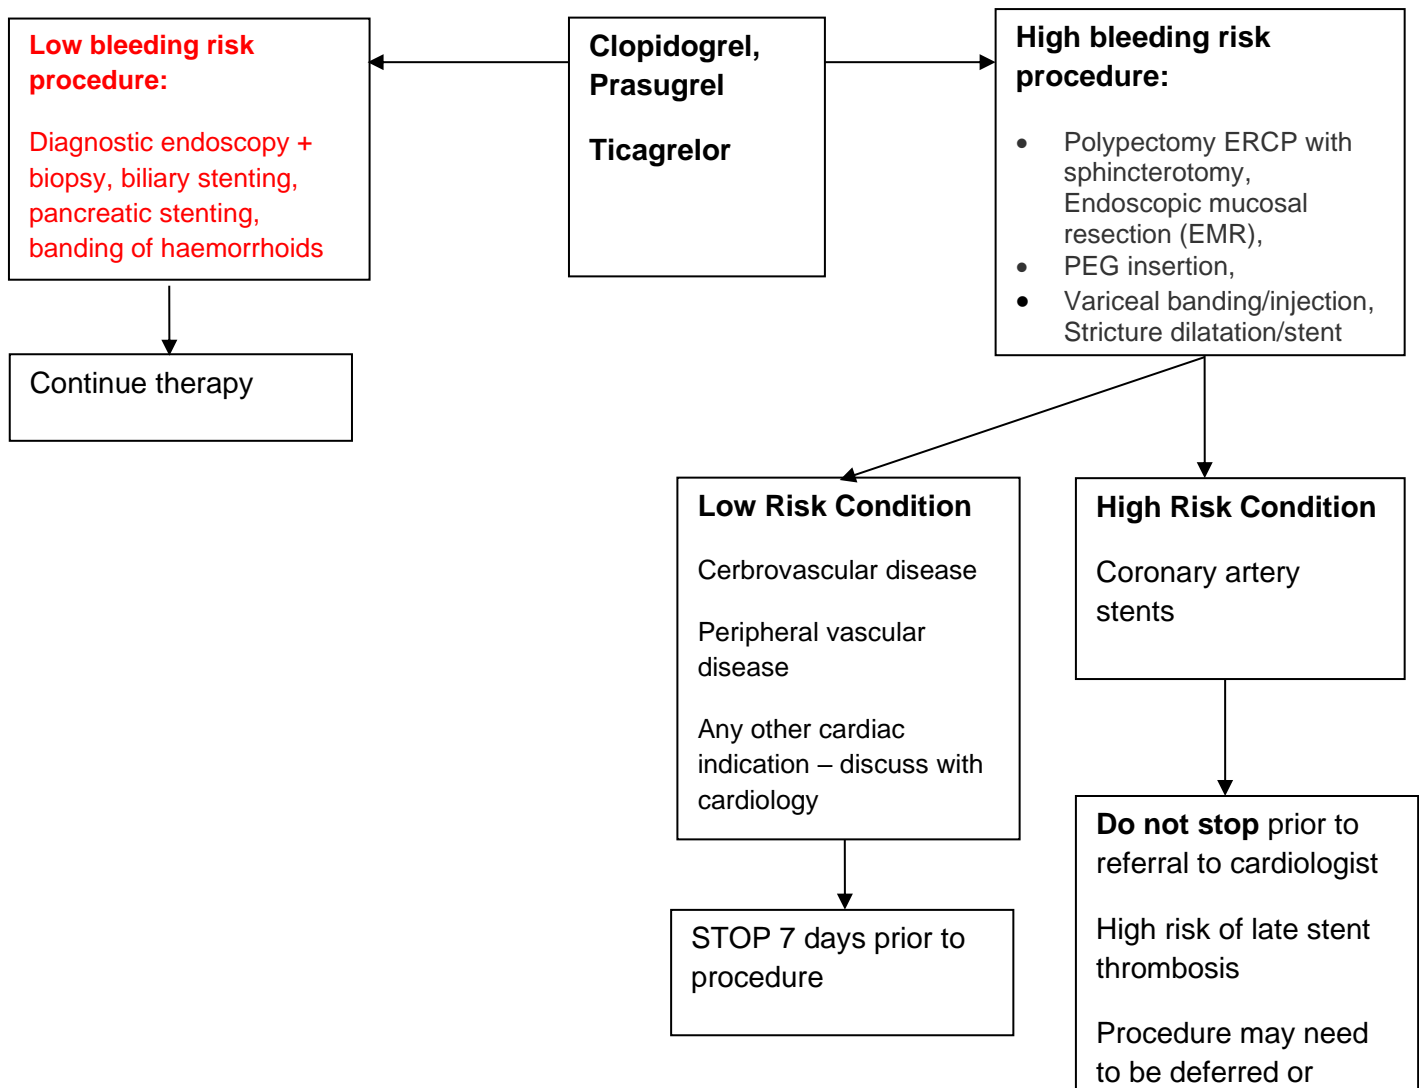 Low bleeding risk
procedure:
Diagnostic endoscopy +
biopsy, biliary stenting,
pancreatic stenting,
banding of haemorrhoids
Clopidogrel,
Prasugrel
Ticagrelor
High bleeding risk
procedure:
• Polypectomy ERCP with
sphincterotomy,
Endoscopic mucosal
resection (EMR),
• PEG insertion,
• Variceal banding/injection,
Stricture dilatation/stent
Continue therapy
Low Risk Condition
Cerbrovascular disease
Peripheral vascular
disease
Any other cardiac
indication – discuss with
cardiology
High Risk Condition
Coronary artery
stents
STOP 7 days prior to
procedure
Do not stop prior to
referral to cardiologist
High risk of late stent
thrombosis
Procedure may need
to be deferred or